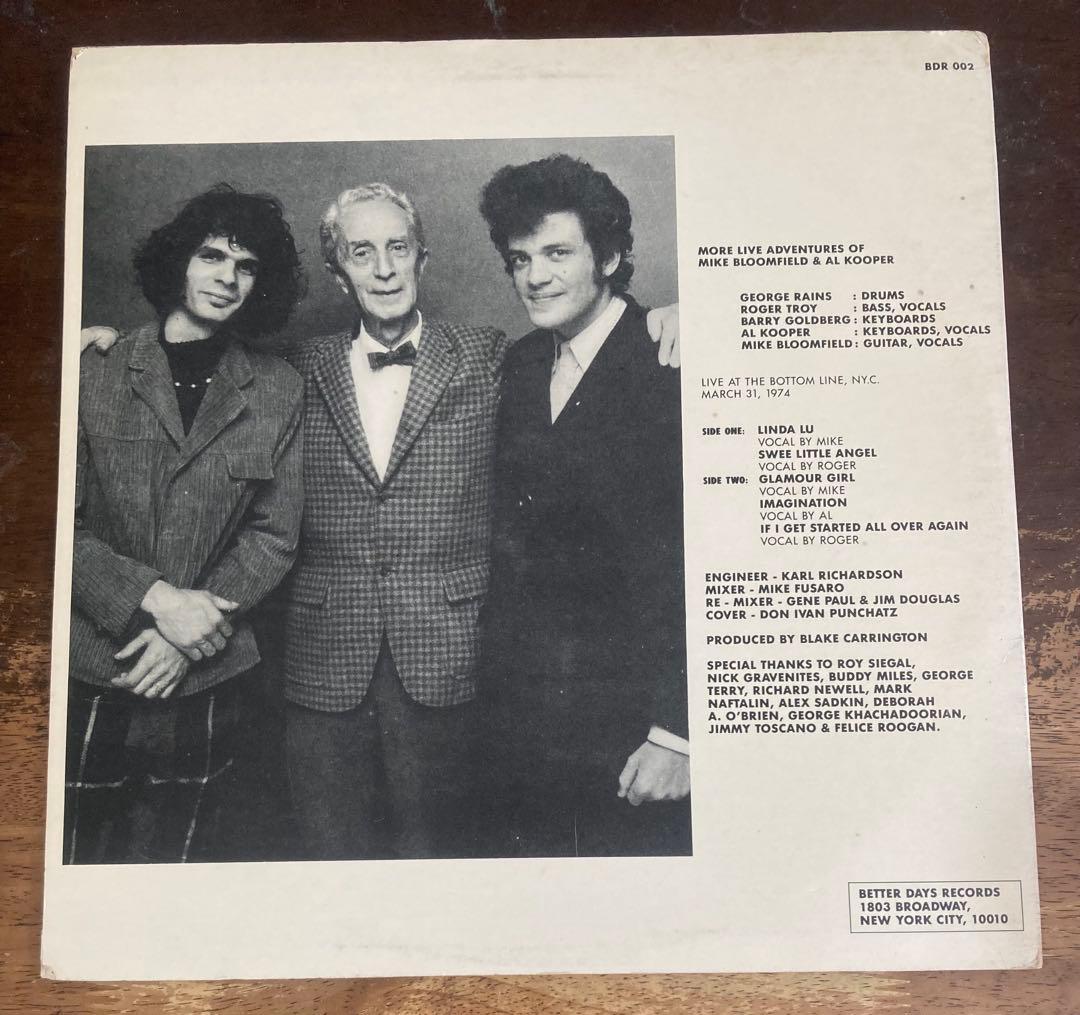 BDR 002
MORE LIVE ADVENTURES OF
MIKE BLOOMFIELD & AL KOOPER
GEORGE RAINS : DRUMS
ROGER TROY : BASS, VOCALS
BARRY GOLDBERG : KEYBOARDS
AL KOOPER : KEYBOARDS, VOCALS
MIKE BLOOMFIELD : GUITAR, VOCALS
LIVE AT THE BOTTOM LINE, N.Y.C.
MARCH 31, 1974
SIDE ONE: LINDA LU
VOCAL BY MIKE
SWEE LITTLE ANGEL
VOCAL BY ROGER
SIDE TWO: GLAMOUR GIRL
VOCAL BY MIKE
IMAGINATION
VOCAL BY AL
IF I GET STARTED ALL OVER AGAIN
VOCAL BY ROGER
ENGINEER - KARL RICHARDSON
MIXER - MIKE FUSARO
RE - MIXER - GENE PAUL & JIM DOUGLAS
COVER - DON IVAN PUNCHATZ
PRODUCED BY BLAKE CARRINGTON
SPECIAL THANKS TO ROY SIEGAL,
NICK GRAVENITES, BUDDY MILES, GEORGE
TERRY, RICHARD NEWELL, MARK
NAFTALIN, ALEX SADKIN, DEBORAH
A. O'BRIEN, GEORGE KHACHADOORIAN,
JIMMY TOSCANO & FELICE ROOGAN.
BETTER DAYS RECORDS
1803 BROADWAY,
NEW YORK CITY, 10010